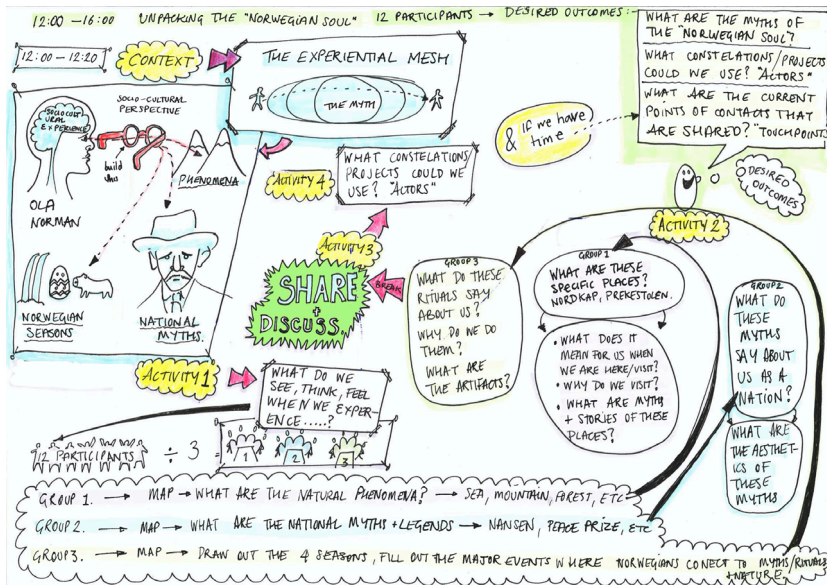 12:00 —16:00 UNPACKING THE "NORWEGIAN SOUL" 12 PARTICIPANTS → DESIRED OUTCOMES:-
WHAT ARE THE MYTHS OF
THE "NORWEGIAN SOUL?
WHAT CONSTELATIONS/PROJECTS
COULD WE USE? "ACTORS"
WHAT ARE THE CURRENT
POINTS OF CONTACTS THAT
ARE SHARED? "TOUCHPOINT
12:00 — 12:20
CONTEXT
THE EXPERIENTIAL MESH
THE MYTH
SOCIOCULT
URAL
EXPERIENCE
SOCIO-CULTURAL
PERSPECTIVE
build
this
PHENOMENA
OLA
NORMAN
NORWEGIAN
SEASONS
NATIONAL
MYTHS.
& if we have
time
DESIRED
OUTCOMES
ACTIVITY 4
WHAT CONSTELATIONS
PROJECTS COULD WE
USE? "ACTORS"
ACTIVITY 3
SHARE
+
DISCUSS.
BREAK
ACTIVITY 2
GROUP 3
WHAT DO THESE
RITUALS SAY
ABOUT US?
WHY DO WE DO
THEM?
WHAT ARE
THE ARTIFACTS?
GROUP 1
WHAT ARE THESE
SPECIFIC PLACES?
NORDKAP, PREKESTOLEN.
• WHAT DOES IT
MEAN FOR US WHEN
WE ARE HERE/VISIT?
• WHY DO WE VISIT?
• WHAT ARE MYTHS
+ STORIES OF THESE
PLACES?
GROUP 2
WHAT DO
THESE
MYTHS
SAY ABOUT
US AS A
NATION?
WHAT ARE
THE AESTHET-
ICS OF
THESE
MYTHS
ACTIVITY 1
WHAT DO WE
SEE, THINK, FEEL
WHEN WE EXPER-
ENCE.....?
12 PARTICIPANTS ÷ 3 =
1 2 3
GROUP 1. → MAP → WHAT ARE THE NATURAL PHENOMENA? → SEA, MOUNTAIN, FOREST, ETC
GROUP 2. → MAP → WHAT ARE THE NATIONAL MYTHS + LEGENDS → NANSEN, PEACE PRIZE, ETC
GROUP 3. → MAP → DRAW OUT THE 4 SEASONS, FILL OUT THE MAJOR EVENTS WHERE NORWEGIANS CONECT TO MYTHS/RITUALS
+NATURE.